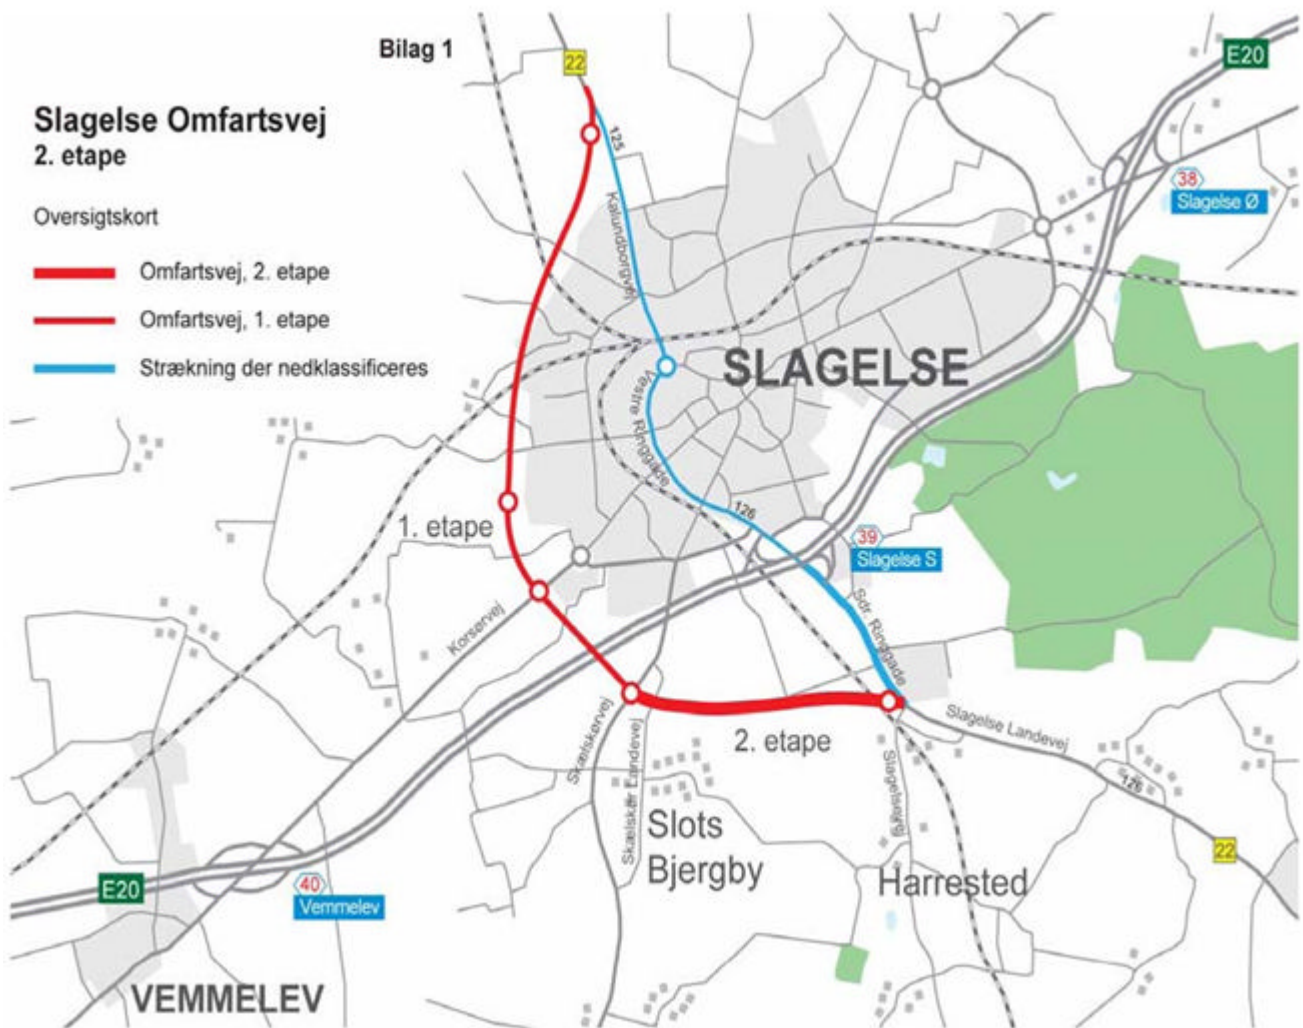 Bilag 1
22
E20
Slagelse Omfartsvej
2. etape
125
38
Slagelse Ø
Oversigtskort
Kalundborgvej
Omfartsvej, 2. etape
Omfartsvej, 1. etape
Strækning der nedklassificeres
SLAGELSE
Vestre Ringgade
126
1. etape
39
Slagelse S
Korsørvej
Sdr. Ringgade
Slagelse Landevej
2. etape
Skælskørvej
Skælskør Landevej
Slagelsevej
126
Slots
Bjergby
22
E20
40
Vemmelev
Harrested
VEMMELEV